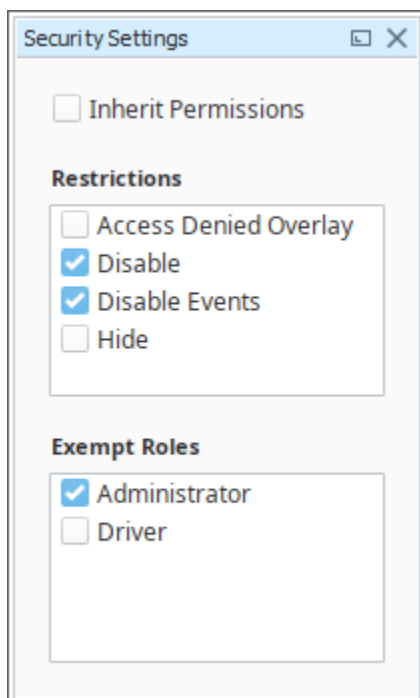 Security Settings
Inherit Permissions
Restrictions
Access Denied Overlay
Disable
Disable Events
Hide
Exempt Roles
Administrator
Driver